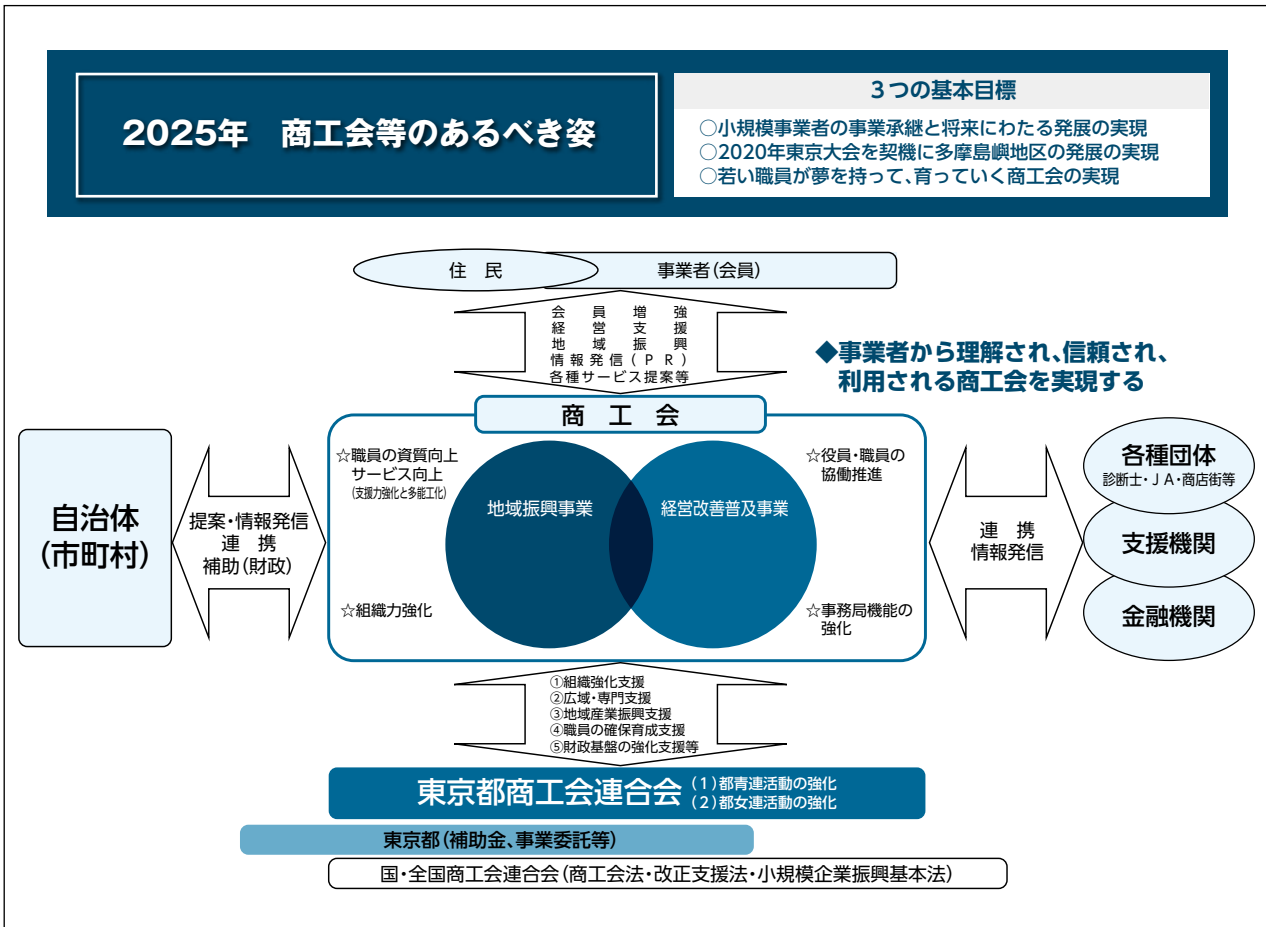 2025年　商工会等のあるべき姿
3つの基本目標
○小規模事業者の事業承継と将来にわたる発展の実現
○2020年東京大会を契機に多摩島嶼地区の発展の実現
○若い職員が夢を持って、育っていく商工会の実現
住　民
事業者（会員）
会員増強
経営支援
地域振興
情報発信（ＰＲ）
各種サービス提案等
◆事業者から理解され、信頼され、
利用される商工会を実現する
商　工　会
☆職員の資質向上
サービス向上
（支援力強化と多能工化）
☆組織力強化
地域振興事業
経営改善普及事業
☆役員・職員の
協働推進
☆事務局機能の
強化
自治体
（市町村）
提案・情報発信
連　携
補助（財政）
連　携
情報発信
各種団体
診断士・ＪＡ・商店街等
支援機関
金融機関
①組織強化支援
②広域・専門支援
③地域産業振興支援
④職員の確保育成支援
⑤財政基盤の強化支援等
東京都商工会連合会
（1）都青連活動の強化
（2）都女連活動の強化
東京都（補助金、事業委託等）
国・全国商工会連合会（商工会法・改正支援法・小規模企業振興基本法）